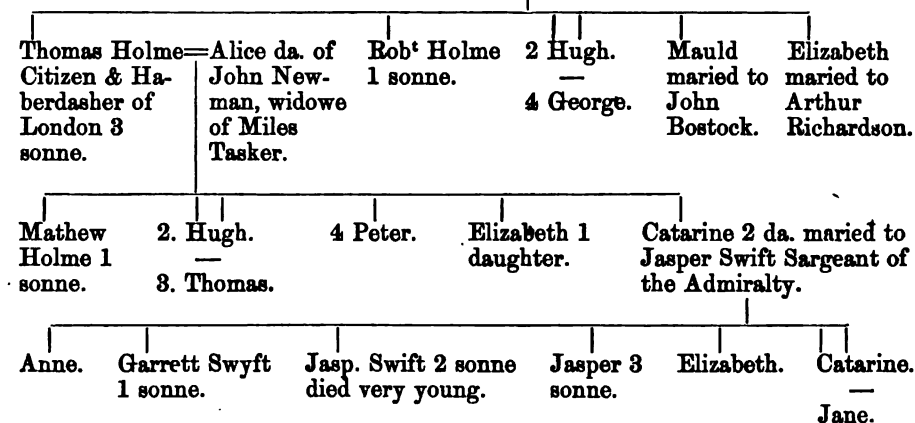 Thomas Holme=Alice da. of
Citizen & Ha-
berdasher of
London 3
sonne.
John New-
man, widowe
of Miles
Tasker.
Robᵗ Holme
1 sonne.
2 Hugh.
—
4 George.
Mauld
maried to
John
Bostock.
Elizabeth
maried to
Arthur
Richardson.
Mathew
Holme 1
sonne.
2. Hugh.
—
3. Thomas.
4 Peter.
Elizabeth 1
daughter.
Catarine 2 da. maried to
Jasper Swift Sargeant of
the Admiralty.
Anne.
Garrett Swyft
1 sonne.
Jasp. Swift 2 sonne
died very young.
Jasper 3
sonne.
Elizabeth.
Catarine.
—
Jane.